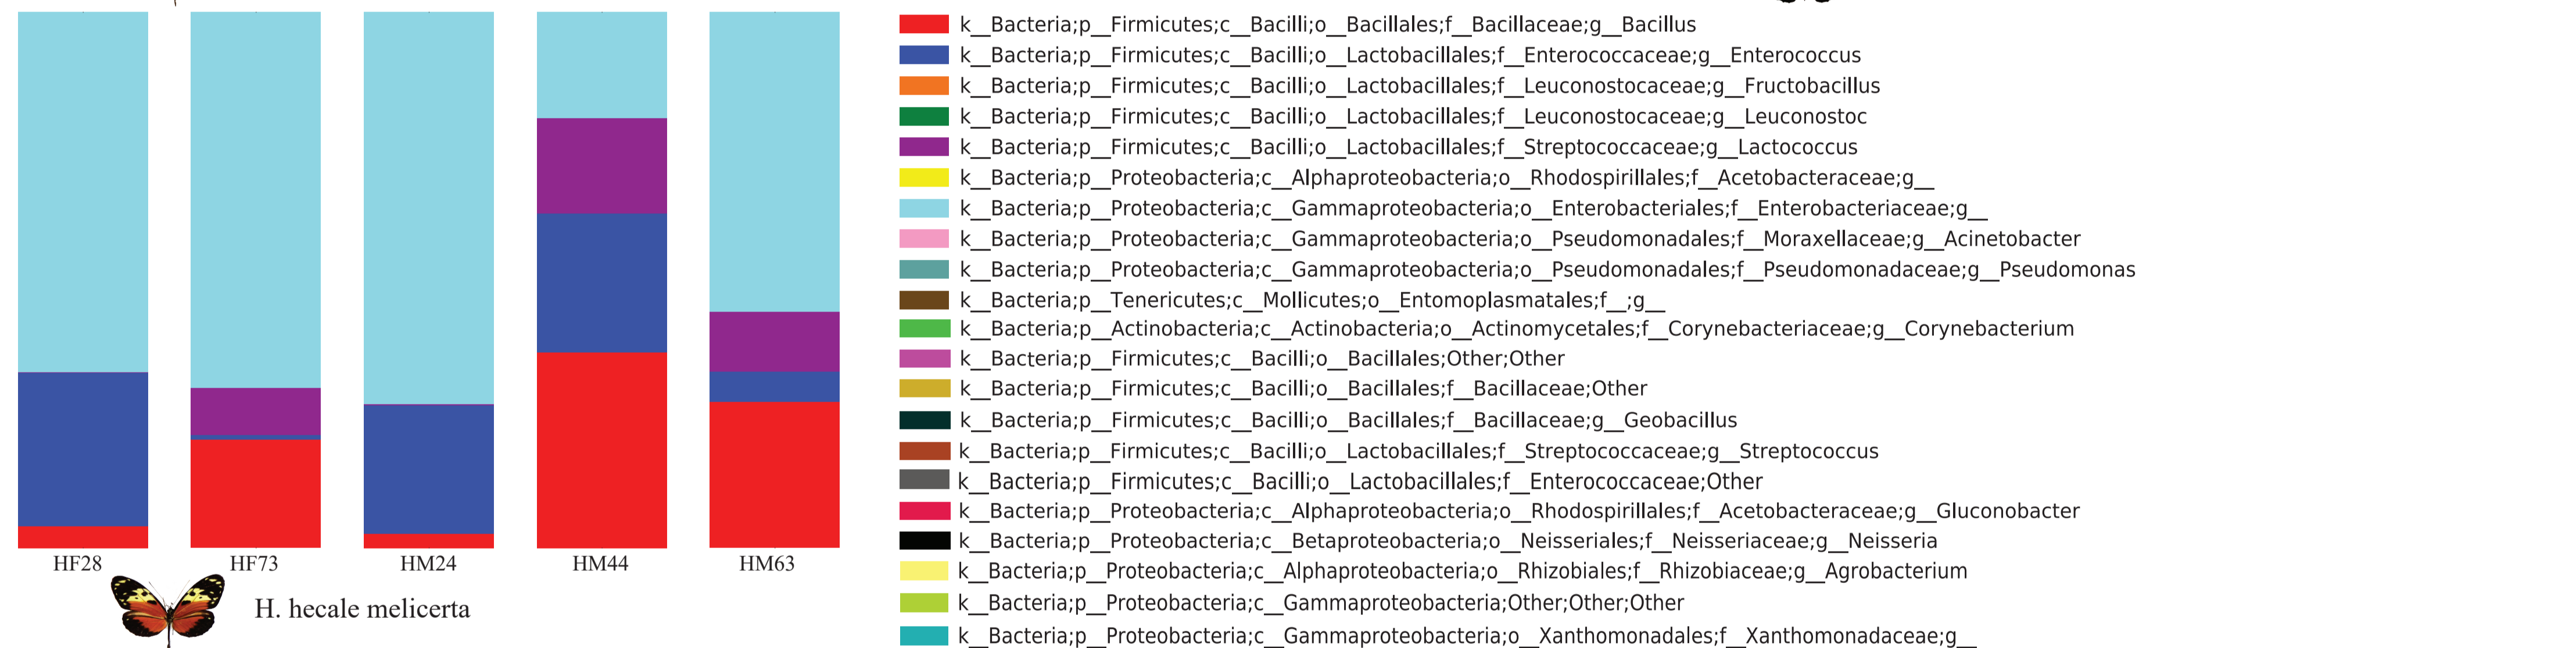 HF28
HF73
HM24
HM44
HM63
H. hecale melicerta
k__Bacteria;p__Firmicutes;c__Bacilli;o__Bacillales;f__Bacillaceae;g__Bacillus
k__Bacteria;p__Firmicutes;c__Bacilli;o__Lactobacillales;f__Enterococcaceae;g__Enterococcus
k__Bacteria;p__Firmicutes;c__Bacilli;o__Lactobacillales;f__Leuconostocaceae;g__Fructobacillus
k__Bacteria;p__Firmicutes;c__Bacilli;o__Lactobacillales;f__Leuconostocaceae;g__Leuconostoc
k__Bacteria;p__Firmicutes;c__Bacilli;o__Lactobacillales;f__Streptococcaceae;g__Lactococcus
k__Bacteria;p__Proteobacteria;c__Alphaproteobacteria;o__Rhodospirillales;f__Acetobacteraceae;g__
k__Bacteria;p__Proteobacteria;c__Gammaproteobacteria;o__Enterobacteriales;f__Enterobacteriaceae;g__
k__Bacteria;p__Proteobacteria;c__Gammaproteobacteria;o__Pseudomonadales;f__Moraxellaceae;g__Acinetobacter
k__Bacteria;p__Proteobacteria;c__Gammaproteobacteria;o__Pseudomonadales;f__Pseudomonadaceae;g__Pseudomonas
k__Bacteria;p__Tenericutes;c__Mollicutes;o__Entomoplasmatales;f__;g__
k__Bacteria;p__Actinobacteria;c__Actinobacteria;o__Actinomycetales;f__Corynebacteriaceae;g__Corynebacterium
k__Bacteria;p__Firmicutes;c__Bacilli;o__Bacillales;Other;Other
k__Bacteria;p__Firmicutes;c__Bacilli;o__Bacillales;f__Bacillaceae;Other
k__Bacteria;p__Firmicutes;c__Bacilli;o__Bacillales;f__Bacillaceae;g__Geobacillus
k__Bacteria;p__Firmicutes;c__Bacilli;o__Lactobacillales;f__Streptococcaceae;g__Streptococcus
k__Bacteria;p__Firmicutes;c__Bacilli;o__Lactobacillales;f__Enterococcaceae;Other
k__Bacteria;p__Proteobacteria;c__Alphaproteobacteria;o__Rhodospirillales;f__Acetobacteraceae;g__Gluconobacter
k__Bacteria;p__Proteobacteria;c__Betaproteobacteria;o__Neisseriales;f__Neisseriaceae;g__Neisseria
k__Bacteria;p__Proteobacteria;c__Alphaproteobacteria;o__Rhizobiales;f__Rhizobiaceae;g__Agrobacterium
k__Bacteria;p__Proteobacteria;c__Gammaproteobacteria;Other;Other;Other
k__Bacteria;p__Proteobacteria;c__Gammaproteobacteria;o__Xanthomonadales;f__Xanthomonadaceae;g__